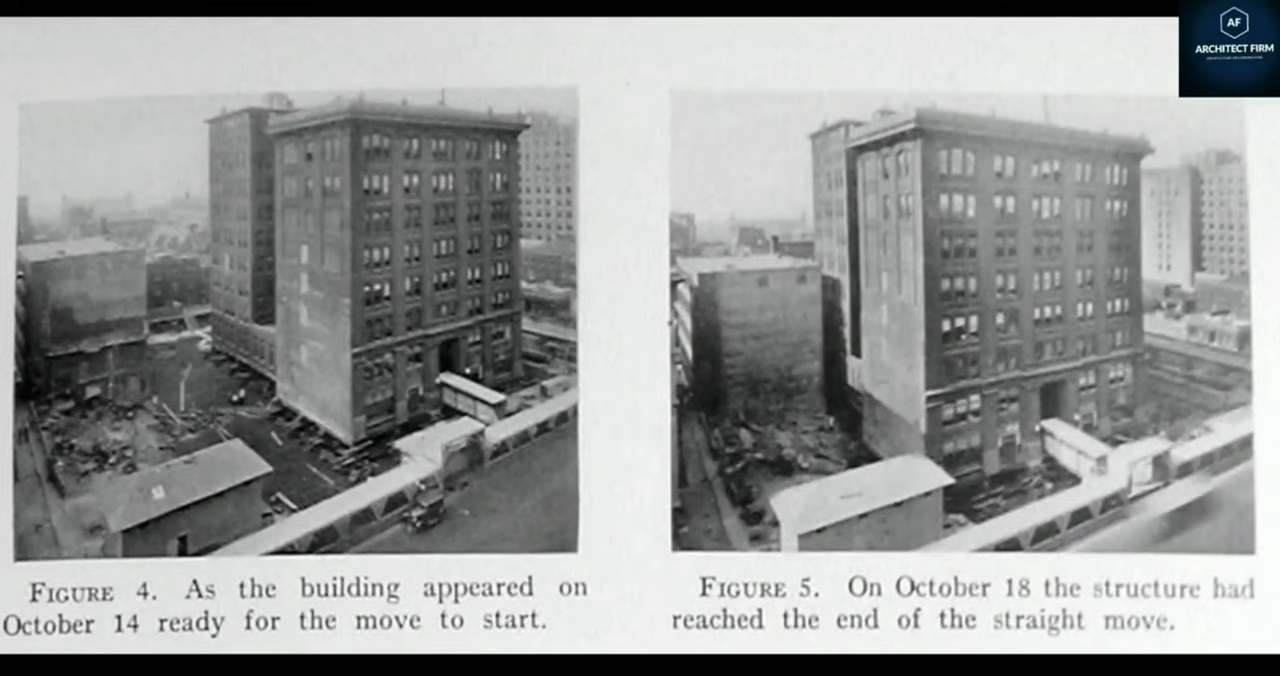 AF
ARCHITECT FIRM
FIGURE 4. As the building appeared on
October 14 ready for the move to start.
FIGURE 5. On October 18 the structure had
reached the end of the straight move.